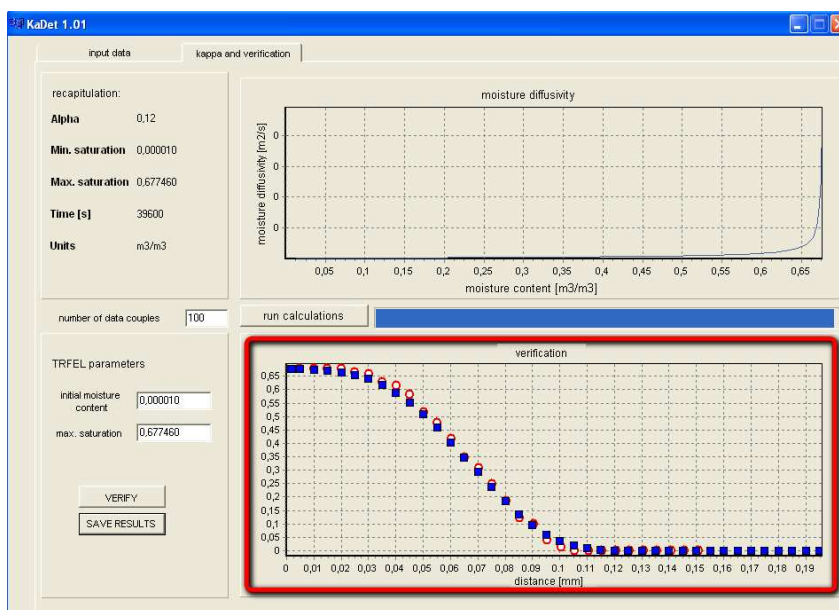 KaDet 1.01
input data
kappa and verification
recapitulation:
Alpha 0,12
Min. saturation 0,000010
Max. saturation 0,677460
Time [s] 39600
Units m3/m3
moisture diffusivity
moisture diffusivity [m2/s]
0
0
0
0
0,05 0,1 0,15 0,2 0,25 0,3 0,35 0,4 0,45 0,5 0,55 0,6 0,65
moisture content [m3/m3]
number of data couples 100
run calculations
TRFEL parameters
initial moisture
content
0,000010
max. saturation 0,677460
VERIFY
SAVE RESULTS
verification
0,65
0,6
0,55
0,5
0,45
0,4
0,35
0,3
0,25
0,2
0,15
0,1
0,05
0
0 0,01 0,02 0,03 0,04 0,05 0,06 0,07 0,08 0,09 0,1 0,11 0,12 0,13 0,14 0,15 0,16 0,17 0,18 0,19
distance [mm]